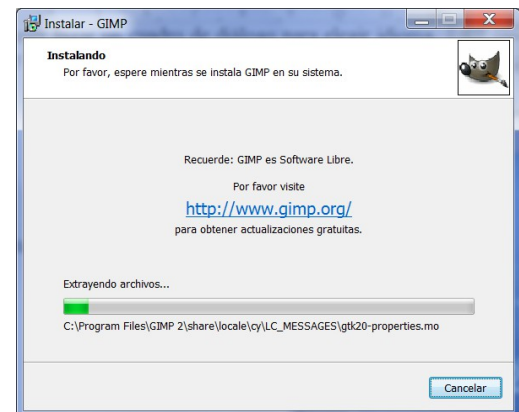 Instalar - GIMP
Instalando
Por favor, espere mientras se instala GIMP en su sistema.
Recuerde: GIMP es Software Libre.
Por favor visite
http://www.gimp.org/
para obtener actualizaciones gratuitas.
Extrayendo archivos...
C:\Program Files\GIMP 2\share\locale\cy\LC_MESSAGES\gtk20-properties.mo
Cancelar